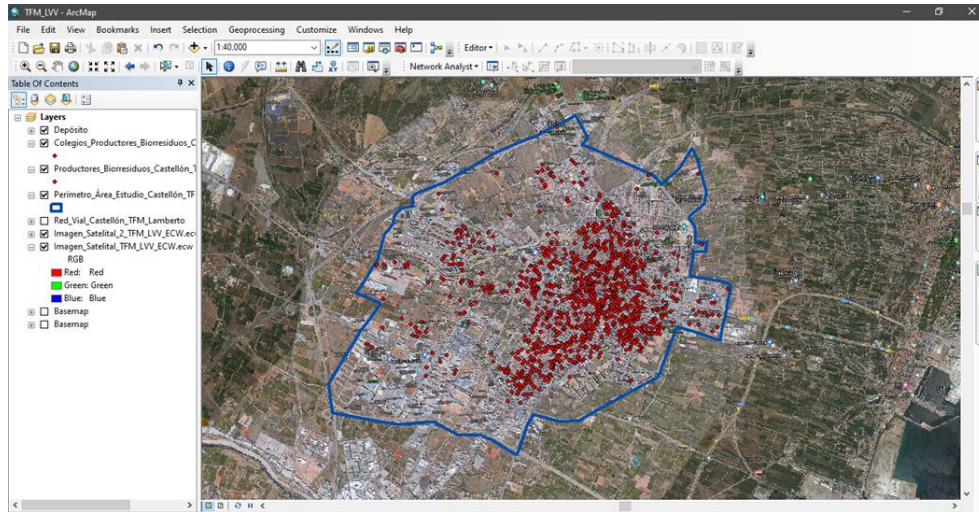 TFM_LVV - ArcMap
File Edit View Bookmarks Insert Selection Geoprocessing Customize Windows Help
1:40,000
Editor
Network Analyst
Table Of Contents
Layers
Depósito
Colegios_Productores_Biorresiduos_C
Productores_Biorresiduos_Castellón_T
Perímetro_Área_Estudio_Castellón_TF
Red_Vial_Castellón_TFM_Lamberto
Imagen_Satelital_2_TFM_LVV_ECW.ecw
Imagen_Satelital_TFM_LVV_ECW.ecw
RGB
Red: Red
Green: Green
Blue: Blue
Basemap
Basemap